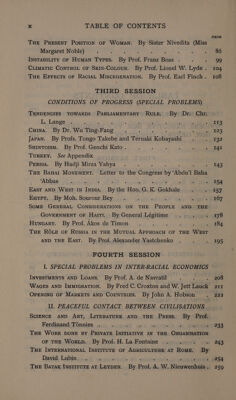 x TABLE OF CONTENTS
PAGE
THE PRESENT POSITION OF WOMAN. By Sister Nivedita (Miss
Margaret Noble) . 86
INSTABILITY OF HUMAN TYPES. By Prof. Franz Boas . 99
CLIMATIC CONTROL OF SKIN-COLOUR. By Prof. Lionel W. Lyde . 104
THE EFFECTS OF RACIAL MISCEGENATION. By Prof. Earl Finch . 108
THIRD SESSION
CONDITIONS OF PROGRESS (SPECIAL PROBLEMS)
TENDENCIES TOWARDS PARLIAMENTARY RULE. By Dr. Chr.
L. Lange . 113
CHINA. By Dr. Wu Ting-Fang . 123
JAPAN. By Profs. Tongo Takebe and Teruaki Kobayashi . 132
SHINTOISM. By Prof. Genchi Kato . 141
TURKEY. See Appendix
PERSIA. By Hadji Mirza Yahya . 143
THE BAHAI MOVEMENT. Letter to the Congress by 'Abdu'l Baha
'Abbas . 154
EAST AND WEST IN INDIA. By the Hon. G. K. Gokhale . 157
EGYPT. By Moh. Sourour Bey . 167
SOME GENERAL CONSIDERATIONS ON THE PEOPLE AND THE
GOVERNMENT OF HAITI. By General Légitime . 178
HUNGARY. By Prof. Akos de Timon . 184
THE RÔLE OF RUSSIA IN THE MUTUAL APPROACH OF THE WEST
AND THE EAST. By Prof. Alexander Yastchenko . 195
FOURTH SESSION
I. SPECIAL PROBLEMS IN INTER-RACIAL ECONOMICS
INVESTMENTS AND LOANS. By Prof. A. de Navratil . 208
WAGES AND IMMIGRATION. By Fred C. Croxton and W. Jett Lauck 211
OPENING OF MARKETS AND COUNTRIES. By John A. Hobson . 222
II. PEACEFUL CONTACT BETWEEN CIVILISATIONS
SCIENCE AND ART, LITERATURE AND THE PRESS. By Prof.
Ferdinand Tönnies . 233
THE WORK DONE BY PRIVATE INITIATIVE IN THE ORGANISATION
OF THE WORLD. By Prof. H. La Fontaine . 243
THE INTERNATIONAL INSTITUTE OF AGRICULTURE AT ROME. By
David Lubin . 254
THE BATAK INSTITUTE AT LEYDEN. By Prof. A. W. Nieuwenhuis . 259